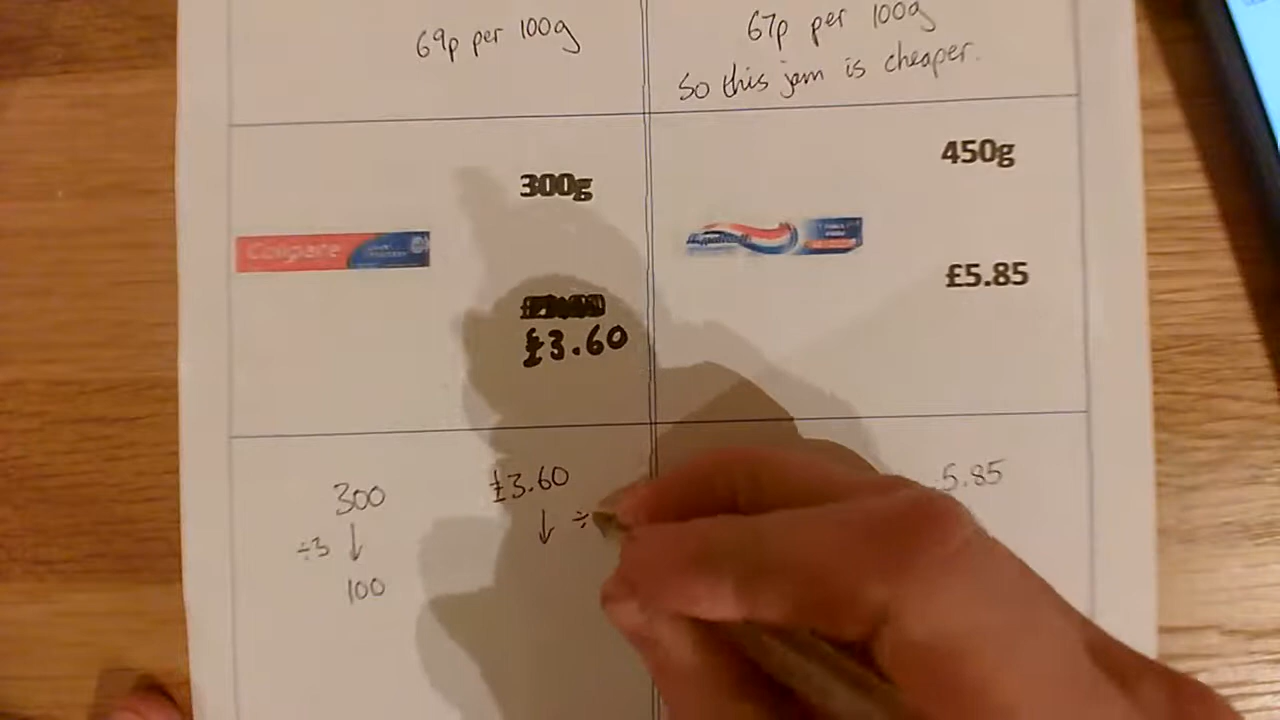 69p per 100g
67p per 100g
So this jam is cheaper.
300g
450g
Colgate
£5.85
£3.60
300
£3.60
5.85
÷3 ↓
↓ ÷
100